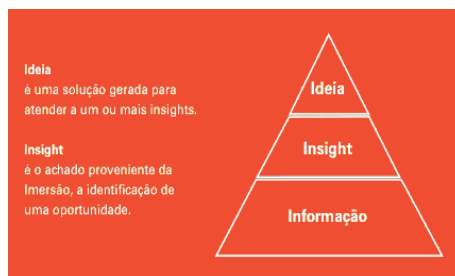 Ideia
é uma solução gerada para
atender a um ou mais insights.
Insight
é o achado proveniente da
Imersão, a identificação de
uma oportunidade.
Ideia
Insight
Informação